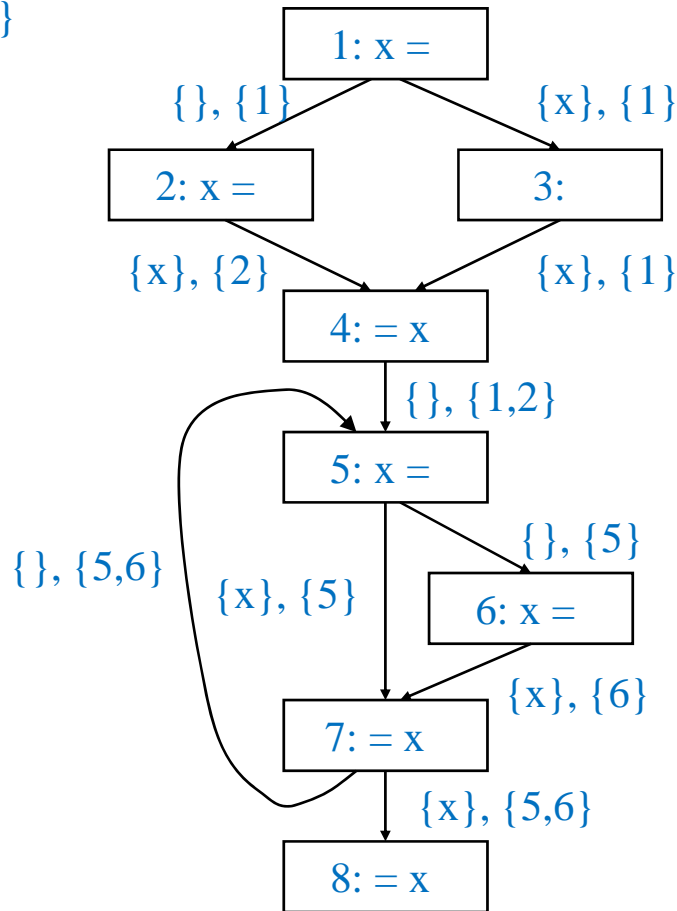 }
1: x =
{}, {1}
{x}, {1}
2: x =
3:
{x}, {2}
{x}, {1}
4: = x
{}, {1,2}
5: x =
{}, {5}
{}, {5,6}
{x}, {5}
6: x =
{x}, {6}
7: = x
{x}, {5,6}
8: = x